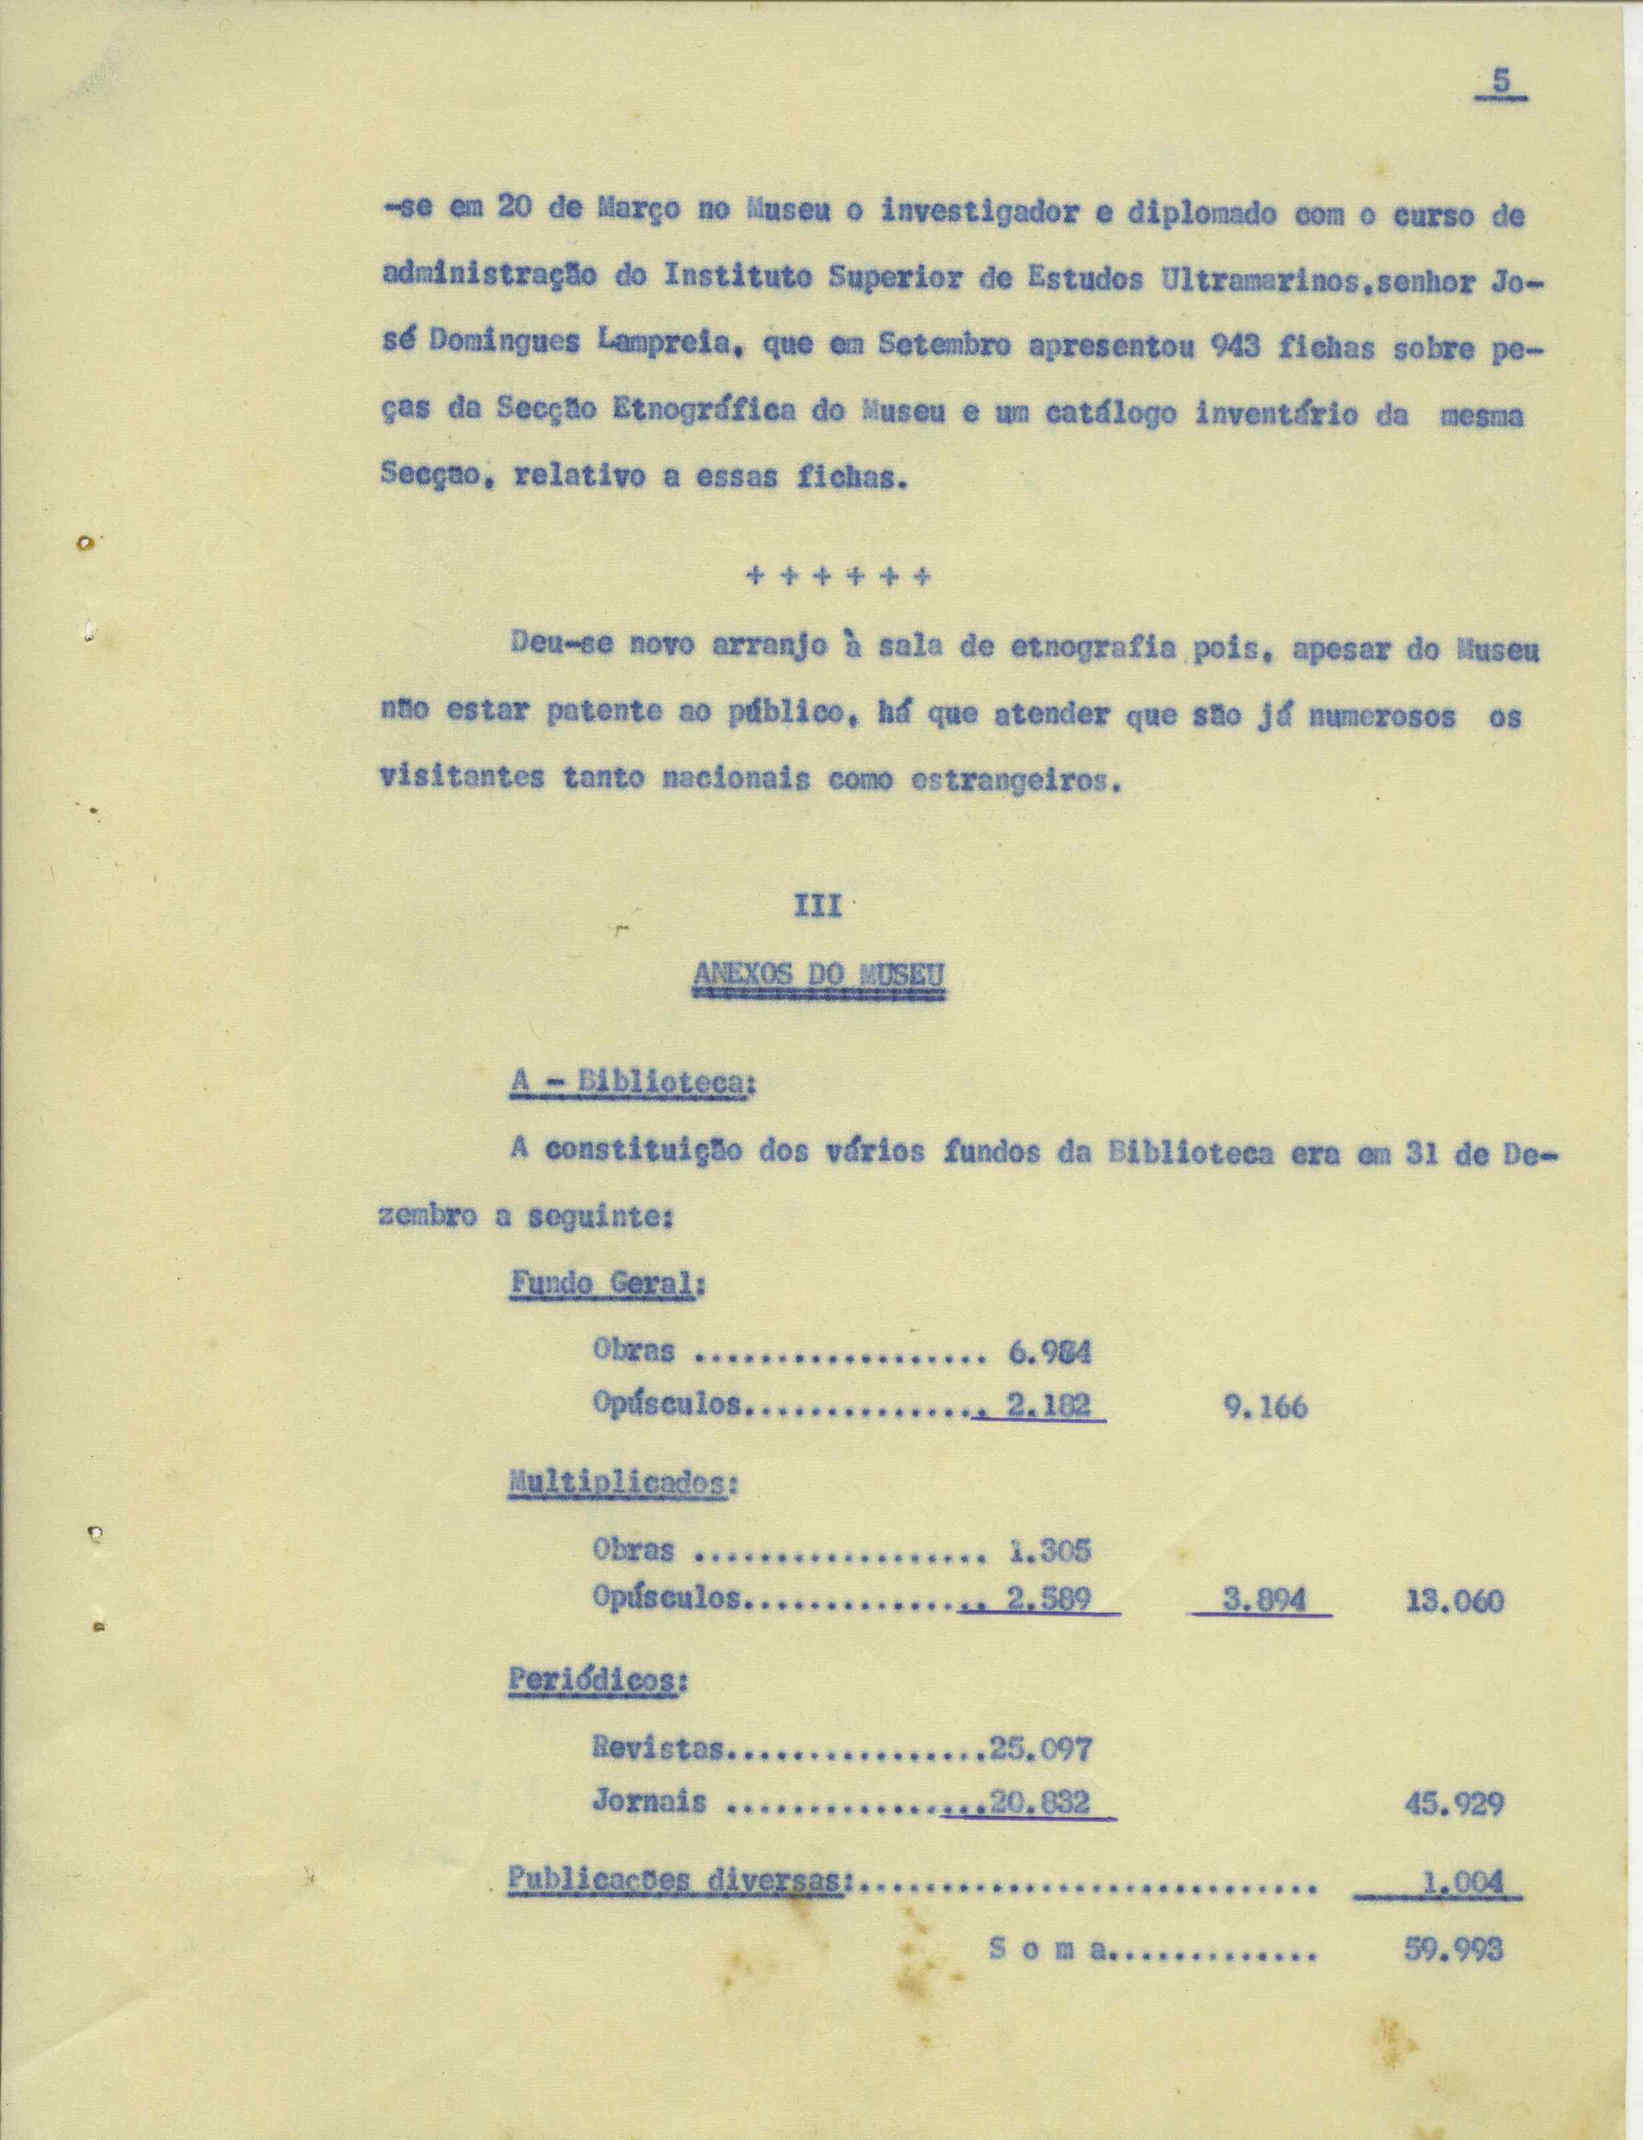 5
-se em 20 de Março no Museu o investigador e diplomado com o curso de
administração do Instituto Superior de Estudos Ultramarinos,senhor Jo-
sé Domingues Lampreia, que em Setembro apresentou 943 fichas sobre pe-
ças da Secção Etnográfica do Museu e um catálogo inventário da mesma
Secçao, relativo a essas fichas.
+ + + + + +
Deu-se novo arranjo à sala de etnografia pois, apesar do Museu
não estar patente ao público, há que atender que são já numerosos os
visitantes tanto nacionais como estrangeiros.
III
ANEXOS DO MUSEU
A - Biblioteca:
A constituição dos vários fundos da Biblioteca era em 31 de De-
zembro a seguinte:
Fundo Geral:
Obras .................. 6.984
Opúsculos............... 2.182 9.166
Multiplicados:
Obras .................. 1.305
Opúsculos............... 2.589 3.894 13.060
Periódicos:
Revistas................25.097
Jornais ................20.832 45.929
Publicações diversas:............................ 1.004
S o m a............. 59.993